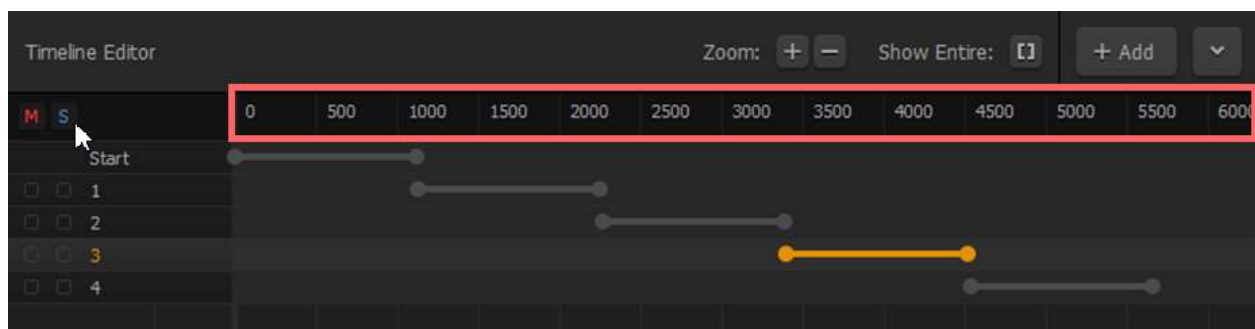 Timeline Editor Zoom: + − Show Entire: [] + Add
M S 0 500 1000 1500 2000 2500 3000 3500 4000 4500 5000 5500 6000
Start
1
2
3
4